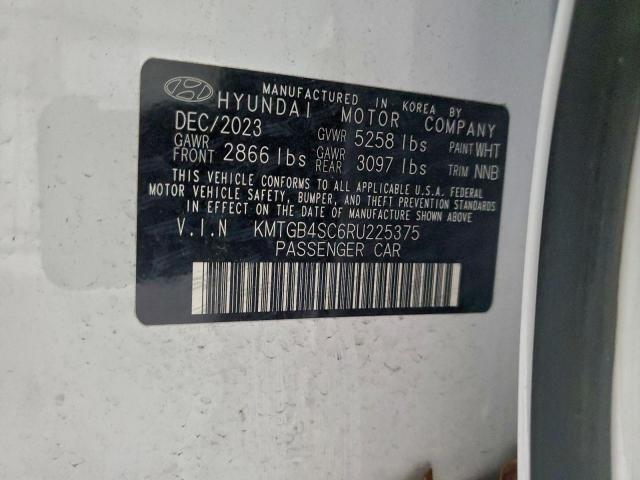 MANUFACTURED IN KOREA BY
HYUNDAI MOTOR COMPANY
DEC/2023 GVWR 5258 lbs PAINT WHT
GAWR FRONT 2866 lbs GAWR REAR 3097 lbs TRIM NNB
THIS VEHICLE CONFORMS TO ALL APPLICABLE U.S.A. FEDERAL
MOTOR VEHICLE SAFETY, BUMPER, AND THEFT PREVENTION STANDARDS
IN EFFECT ON THE DATE OF MANUFACTURE SHOWN ABOVE.
V.I.N KMTGB4SC6RU225375
PASSENGER CAR